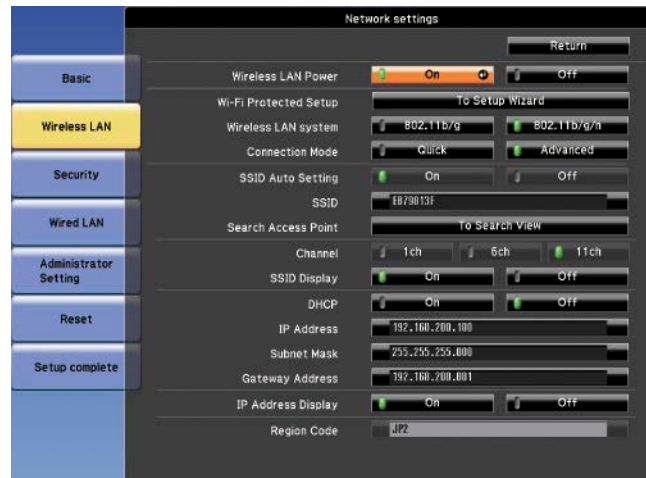 Network settings
Return
Basic
Wireless LAN
Security
Wired LAN
Administrator
Setting
Reset
Setup complete
Wireless LAN Power On Off
Wi-Fi Protected Setup To Setup Wizard
Wireless LAN system 802.11b/g 802.11b/g/n
Connection Mode Quick Advanced
SSID Auto Setting On Off
SSID EB79013F
Search Access Point To Search View
Channel 1ch 6ch 11ch
SSID Display On Off
DHCP On Off
IP Address 192.168.200.100
Subnet Mask 255.255.255.000
Gateway Address 192.168.200.001
IP Address Display On Off
Region Code JP2